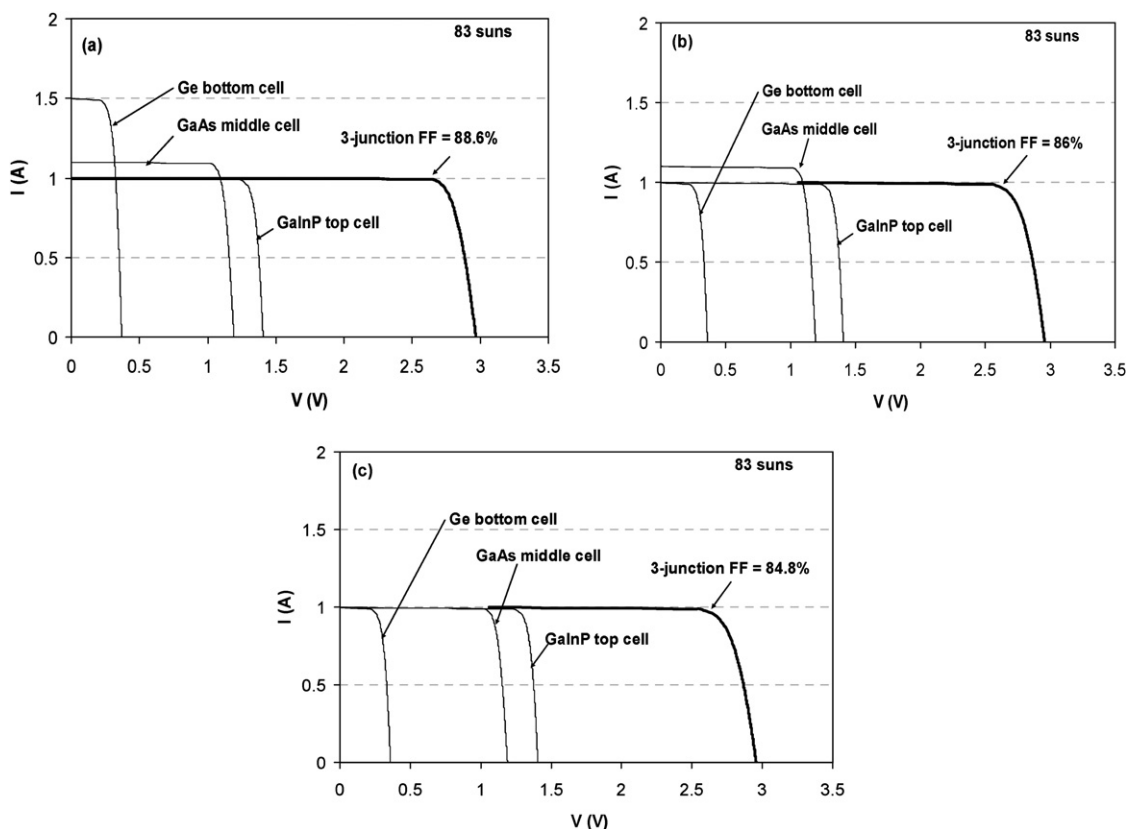 2
(a)
83 suns
Ge bottom cell
1.5
GaAs middle cell
3-junction FF = 88.6%
I (A)
1
GaInP top cell
0.5
0
0 0.5 1 1.5 2 2.5 3 3.5
V (V)
2
(b)
83 suns
Ge bottom cell
1.5
GaAs middle cell
3-junction FF = 86%
I (A)
1
GaInP top cell
0.5
0
0 0.5 1 1.5 2 2.5 3 3.5
V (V)
2
(c)
83 suns
Ge bottom cell
1.5
GaAs middle cell
3-junction FF = 84.8%
I (A)
1
GaInP top cell
0.5
0
0 0.5 1 1.5 2 2.5 3 3.5
V (V)